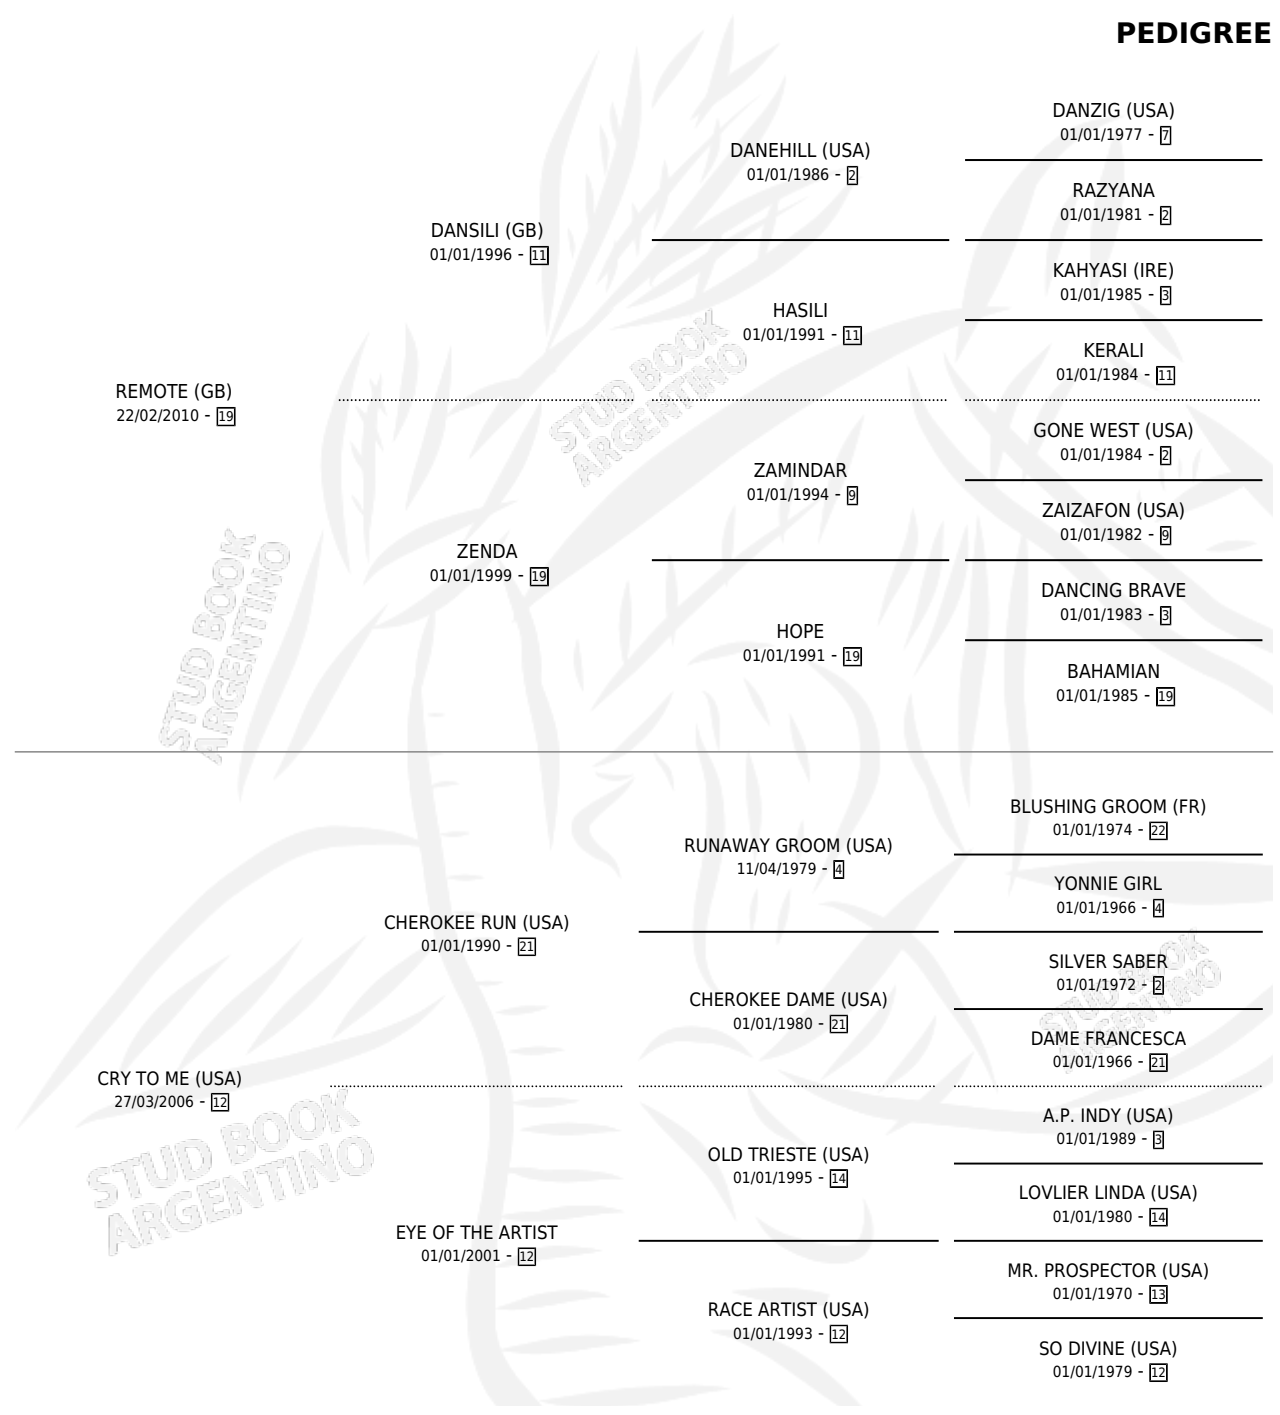 PEDIGREE
DANZIG (USA)
01/01/1977 - 7
DANEHILL (USA)
01/01/1986 - 2
RAZYANA
01/01/1981 - 2
DANSILI (GB)
01/01/1996 - 11
KAHYASI (IRE)
01/01/1985 - 3
HASILI
01/01/1991 - 11
KERALI
01/01/1984 - 11
REMOTE (GB)
22/02/2010 - 19
GONE WEST (USA)
01/01/1984 - 2
ZAMINDAR
01/01/1994 - 9
ZAIZAFON (USA)
01/01/1982 - 9
ZENDA
01/01/1999 - 19
DANCING BRAVE
01/01/1983 - 3
HOPE
01/01/1991 - 19
BAHAMIAN
01/01/1985 - 19
BLUSHING GROOM (FR)
01/01/1974 - 22
RUNAWAY GROOM (USA)
11/04/1979 - 4
YONNIE GIRL
01/01/1966 - 4
CHEROKEE RUN (USA)
01/01/1990 - 21
SILVER SABER
01/01/1972 - 2
CHEROKEE DAME (USA)
01/01/1980 - 21
DAME FRANCESCA
01/01/1966 - 21
CRY TO ME (USA)
27/03/2006 - 12
A.P. INDY (USA)
01/01/1989 - 3
OLD TRIESTE (USA)
01/01/1995 - 14
LOVLIER LINDA (USA)
01/01/1980 - 14
EYE OF THE ARTIST
01/01/2001 - 12
MR. PROSPECTOR (USA)
01/01/1970 - 13
RACE ARTIST (USA)
01/01/1993 - 12
SO DIVINE (USA)
01/01/1979 - 12
STUD BOOK
ARGENTINO
STUD BOOK
ARGENTINO
STUD BOOK
ARGENTINO
STUD BOOK
ARGENTINO